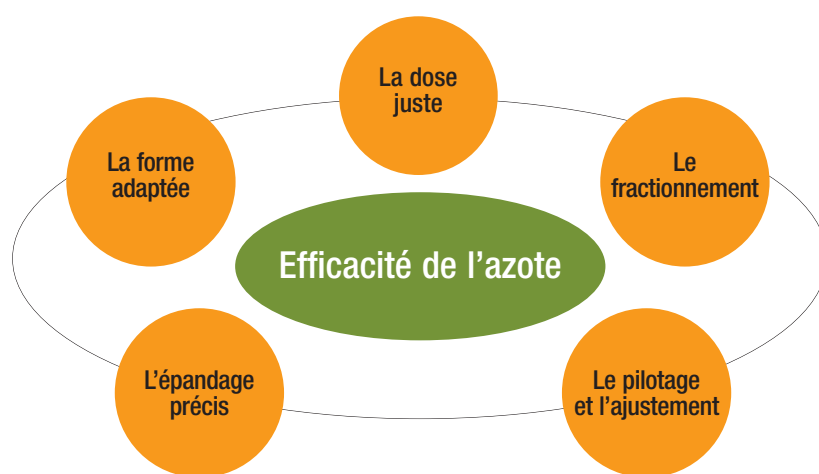 La dose
juste
La forme
adaptée
Le
fractionnement
Efficacité de l'azote
L'épandage
précis
Le pilotage
et l'ajustement